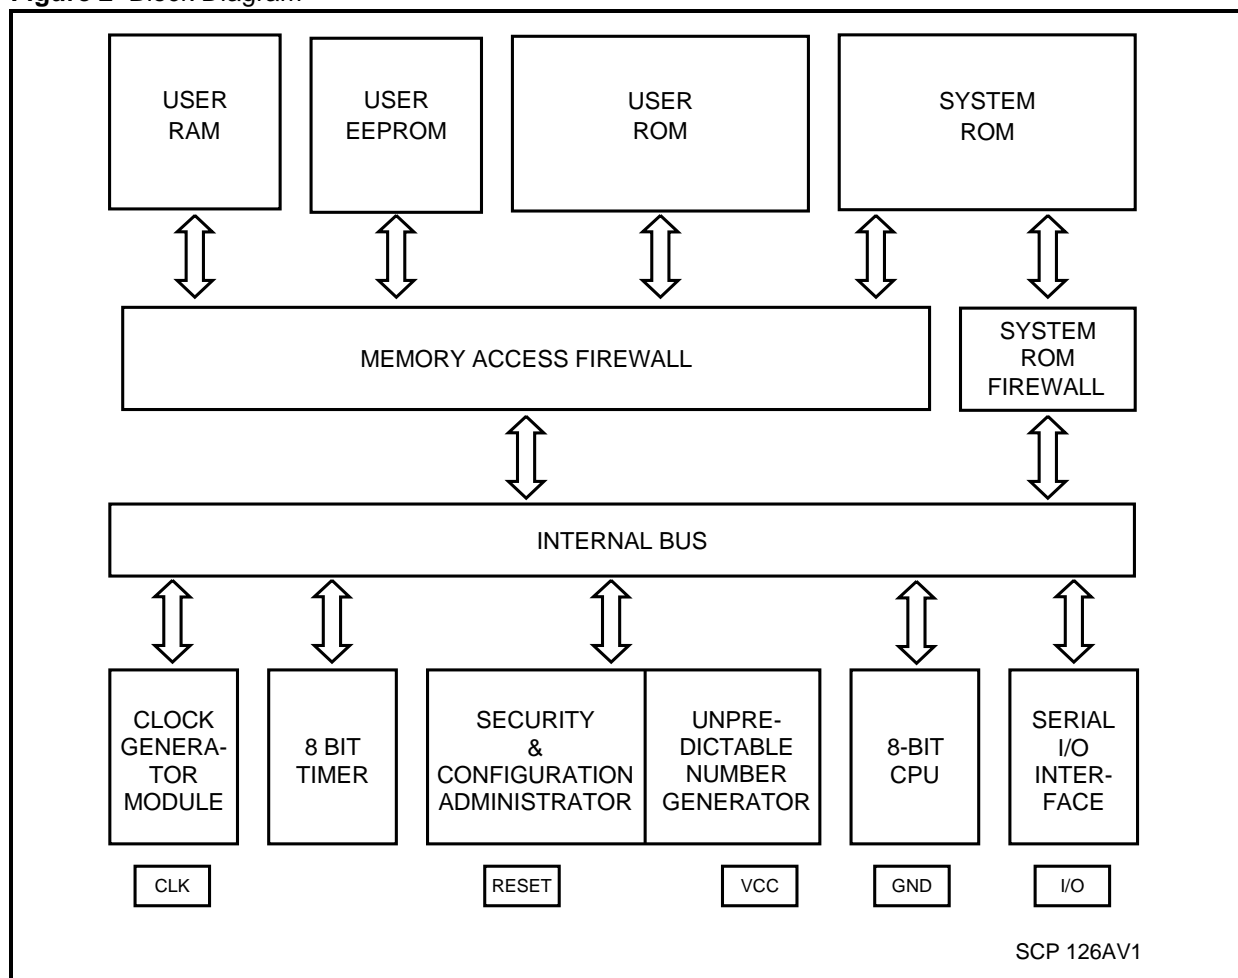 Figure 2 Block Diagram
USER
RAM
USER
EEPROM
USER
ROM
SYSTEM
ROM
MEMORY ACCESS FIREWALL
SYSTEM
ROM
FIREWALL
INTERNAL BUS
CLOCK
GENERA-
TOR
MODULE
8 BIT
TIMER
SECURITY
&
CONFIGURATION
ADMINISTRATOR
UNPRE-
DICTABLE
NUMBER
GENERATOR
8-BIT
CPU
SERIAL
I/O
INTER-
FACE
CLK
RESET
VCC
GND
I/O
SCP 126AV1